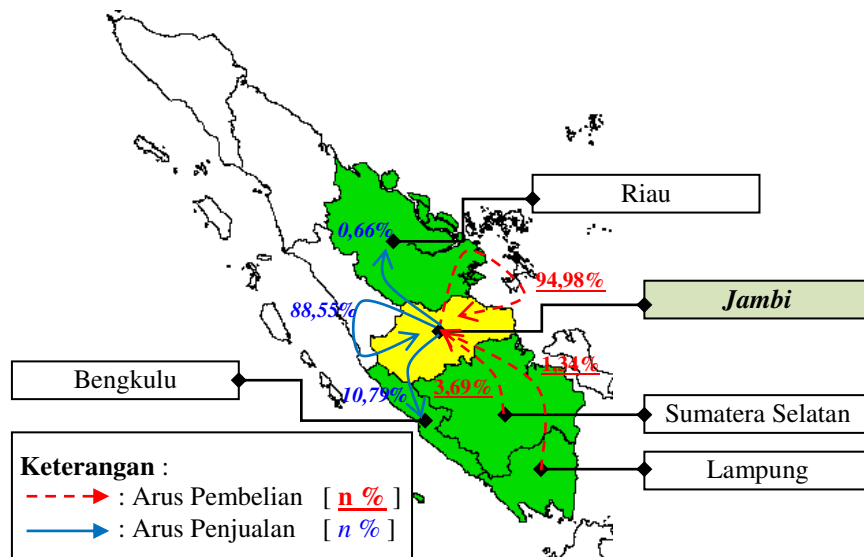 Riau
0,66%
94,98%
Jambi
88,55%
Bengkulu
1,34%
3,69%
10,79%
Sumatera Selatan
Lampung
Keterangan :
: Arus Pembelian [ n % ]
: Arus Penjualan [ n % ]